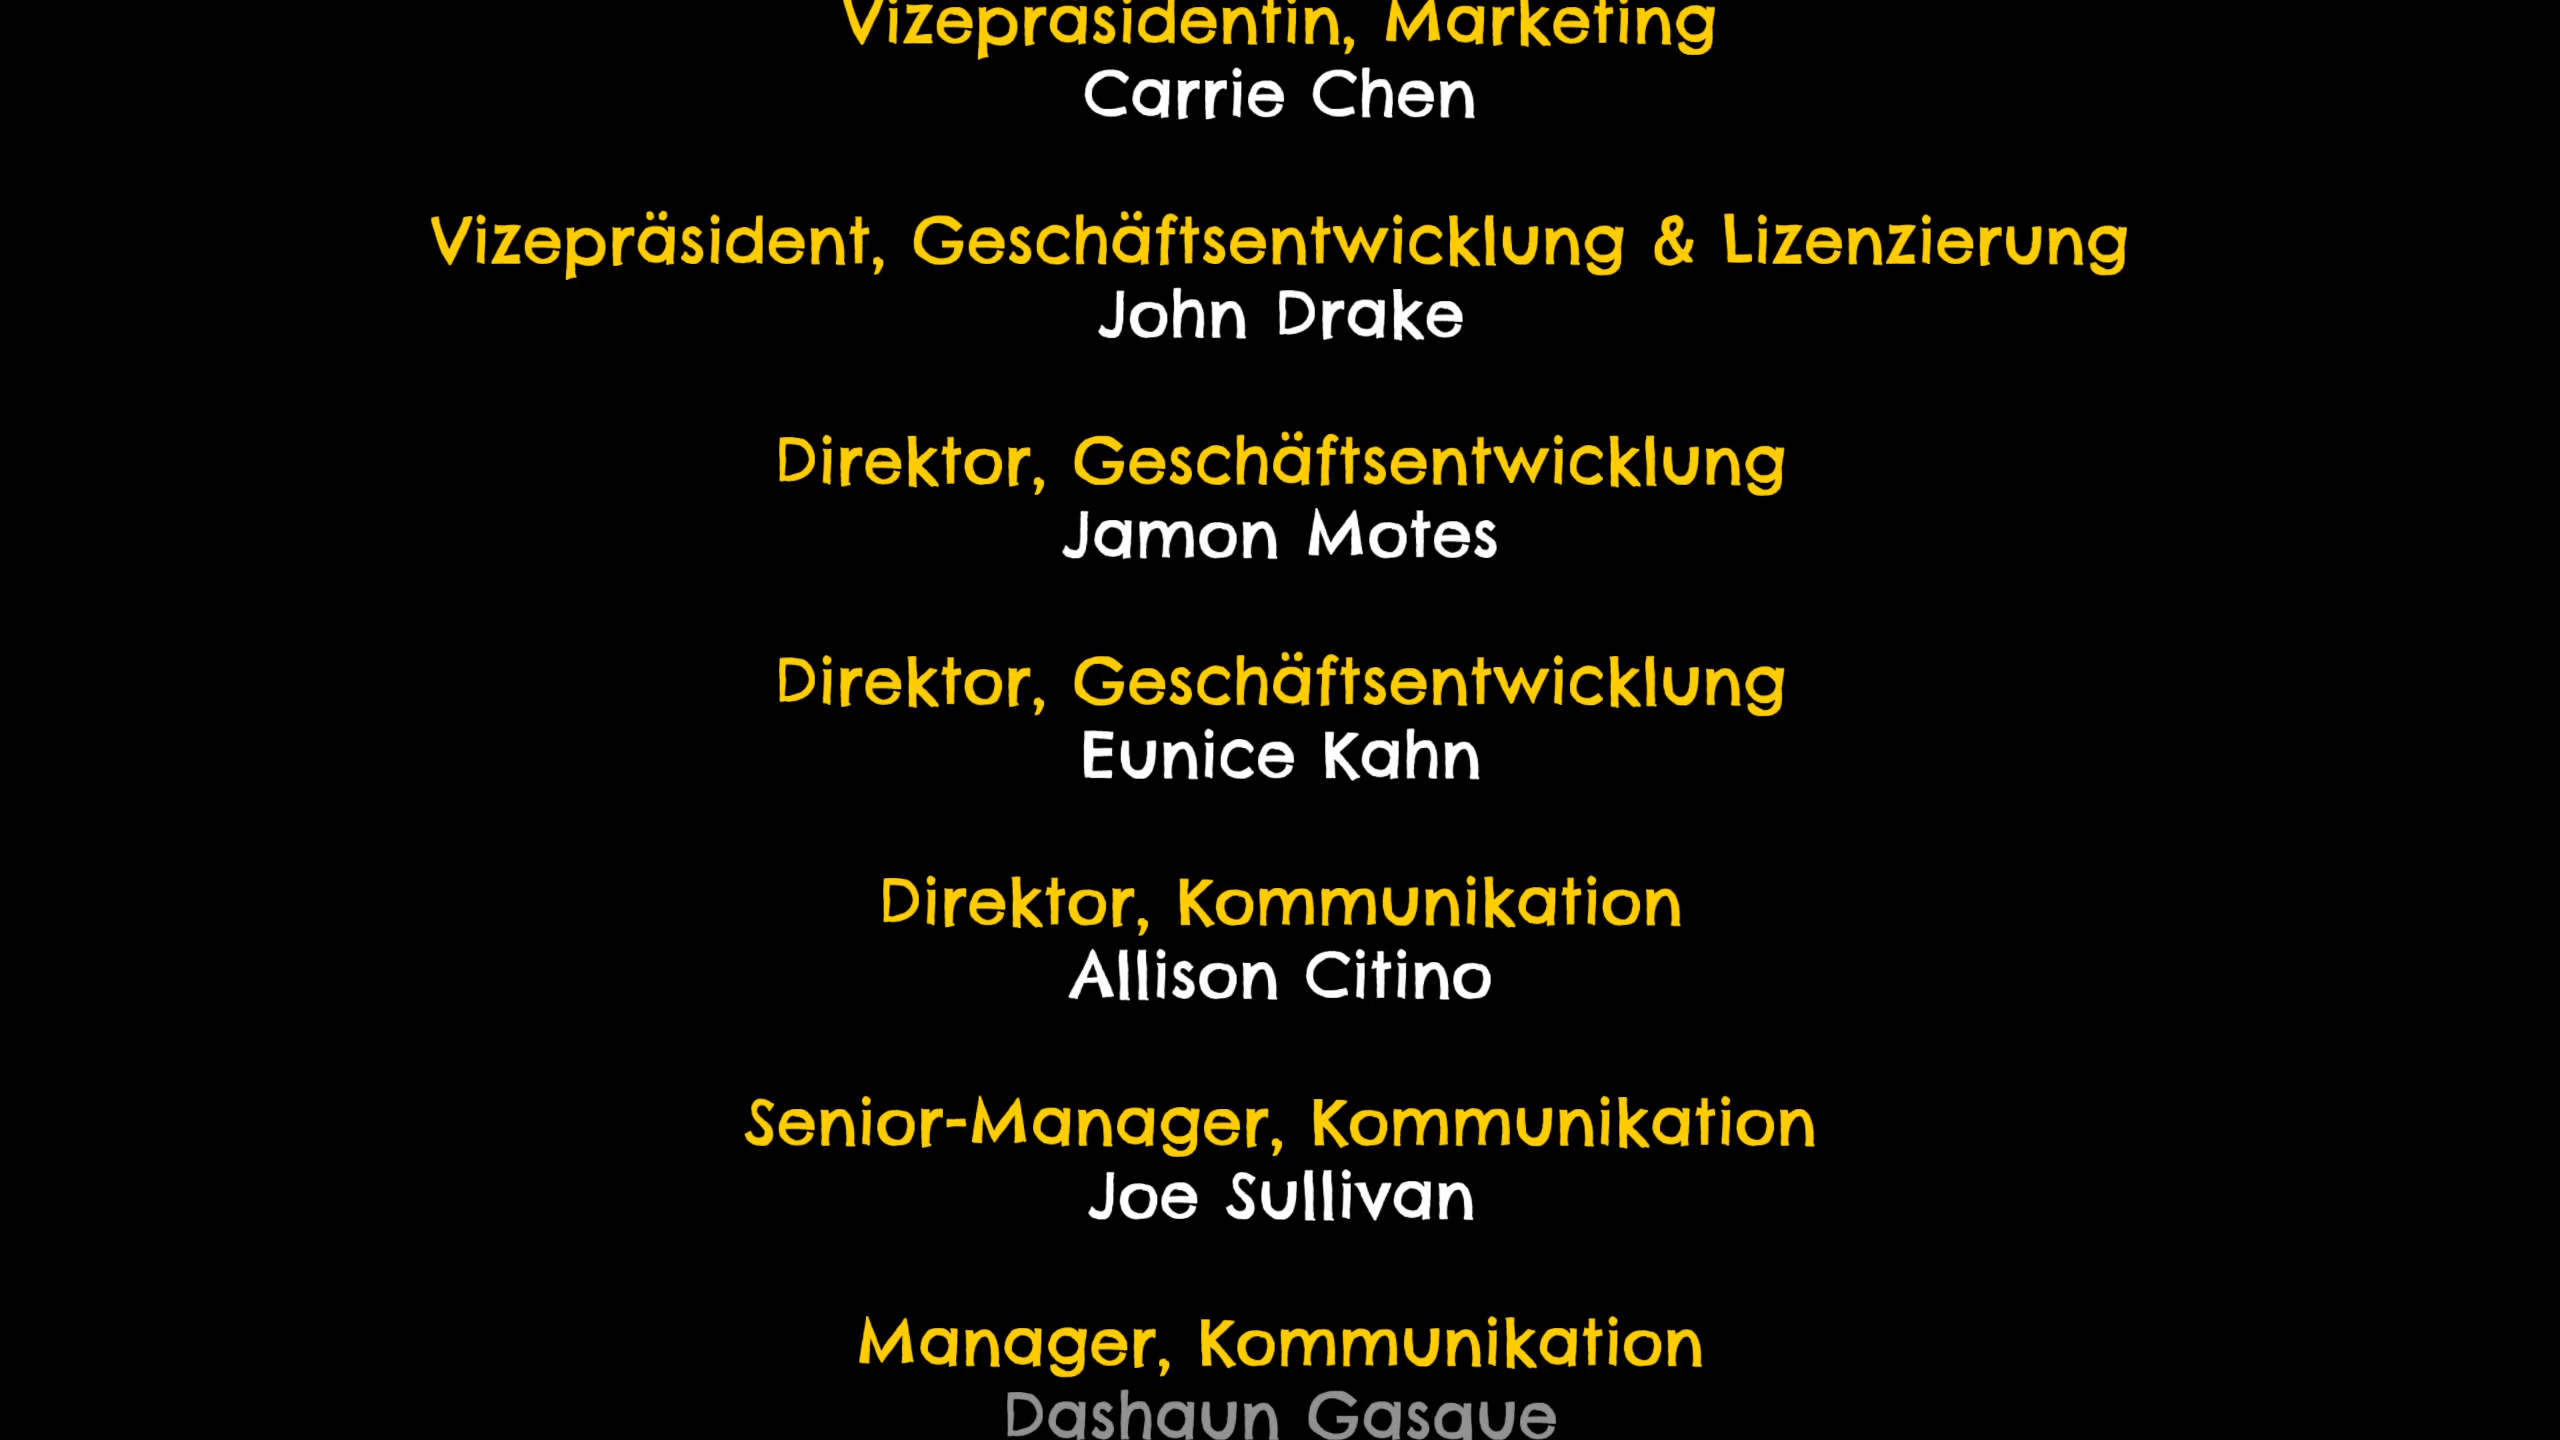 Vizepräsidentin, Marketing
Carrie Chen
Vizepräsident, Geschäftsentwicklung & Lizenzierung
John Drake
Direktor, Geschäftsentwicklung
Jamon Motes
Direktor, Geschäftsentwicklung
Eunice Kahn
Direktor, Kommunikation
Allison Citino
Senior-Manager, Kommunikation
Joe Sullivan
Manager, Kommunikation
Dashaun Gasque